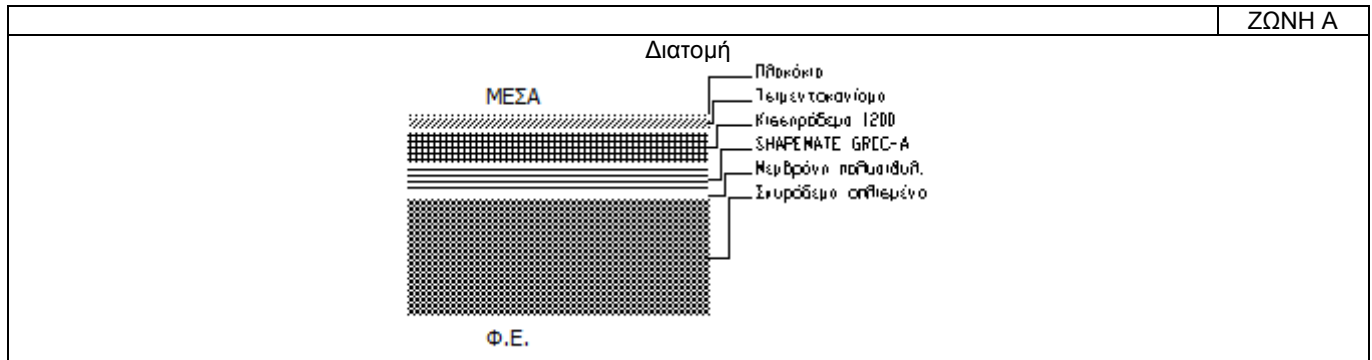 ΖΩΝΗ Α
Διατομή
ΜΕΣΑ
Πλακάκια
Τσιμεντοκονίαμα
Κισσηρόδεμα 1200
SHAPEMATE GREC-A
Μεμβράνη πολυαιθυλ.
Σκυρόδεμα οπλισμένο
Φ.Ε.